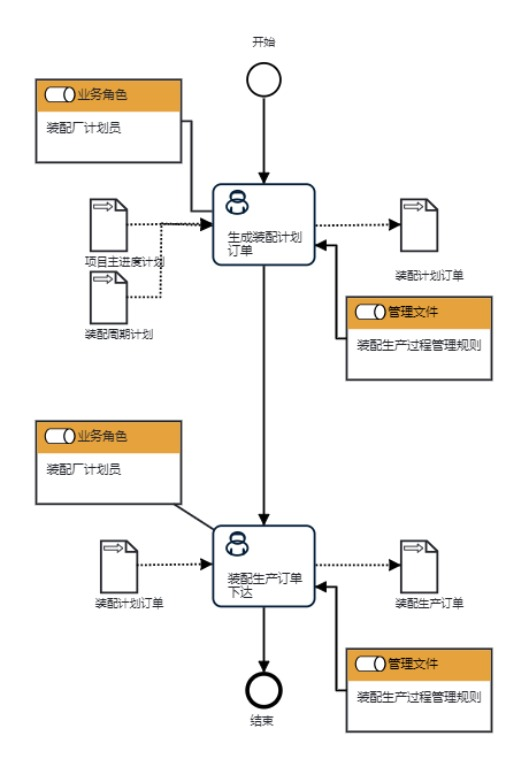 开始
业务角色
装配厂计划员
生成装配计划
订单
项目主进度计划
装配周期计划
装配计划订单
管理文件
装配生产过程管理规则
业务角色
装配厂计划员
装配生产订单
下达
装配计划订单
装配生产订单
管理文件
装配生产过程管理规则
结束